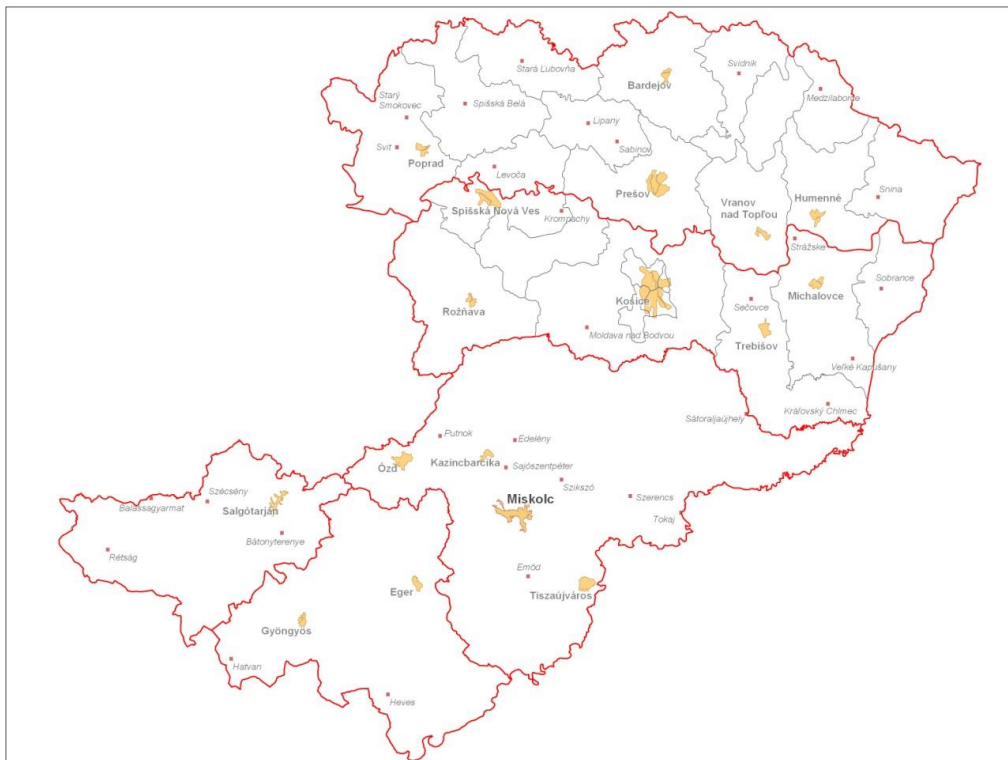 Stará Ľubovňa
Svidník
Bardejov
Medzilaborce
Starý
Smokovec
Spišská Belá
Lipany
Sabinov
Svit
Poprad
Levoča
Prešov
Vranov
nad Topľou
Humenné
Snina
Spišská Nová Ves
Krompachy
Strážske
Sobrance
Košice
Michalovce
Rožňava
Sečovce
Moldava nad Bodvou
Trebišov
Veľké Kapušany
Kráľovský Chlmec
Sátoraljaújhely
Putnok
Edelény
Ózd
Kazincbarcika
Sajószentpéter
Szikszó
Szécsény
Balassagyarmat
Salgótarján
Miskolc
Szerencs
Tokaj
Bátonyterenye
Rétság
Emőd
Eger
Tiszaújváros
Gyöngyös
Hatvan
Heves